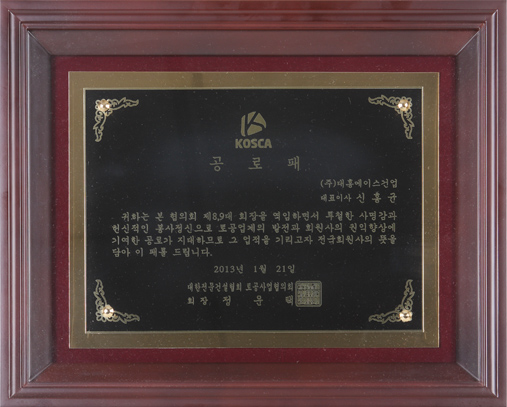 KOSCA
공로패
(주)대흥에이스건업
대표이사 신홍균
귀하는 본 협의회 제8,9대 회장을 역임하면서 투철한 사명감과
헌신적인 봉사정신으로 토공업계의 발전과 회원사의 권익향상에
기여한 공로가 지대하므로 그 업적을 기리고자 전국회원사의 뜻을
담아 이 패를 드립니다.
2013년 1월 21일
대한전문건설협회 토공사업협의회
회장 정운택